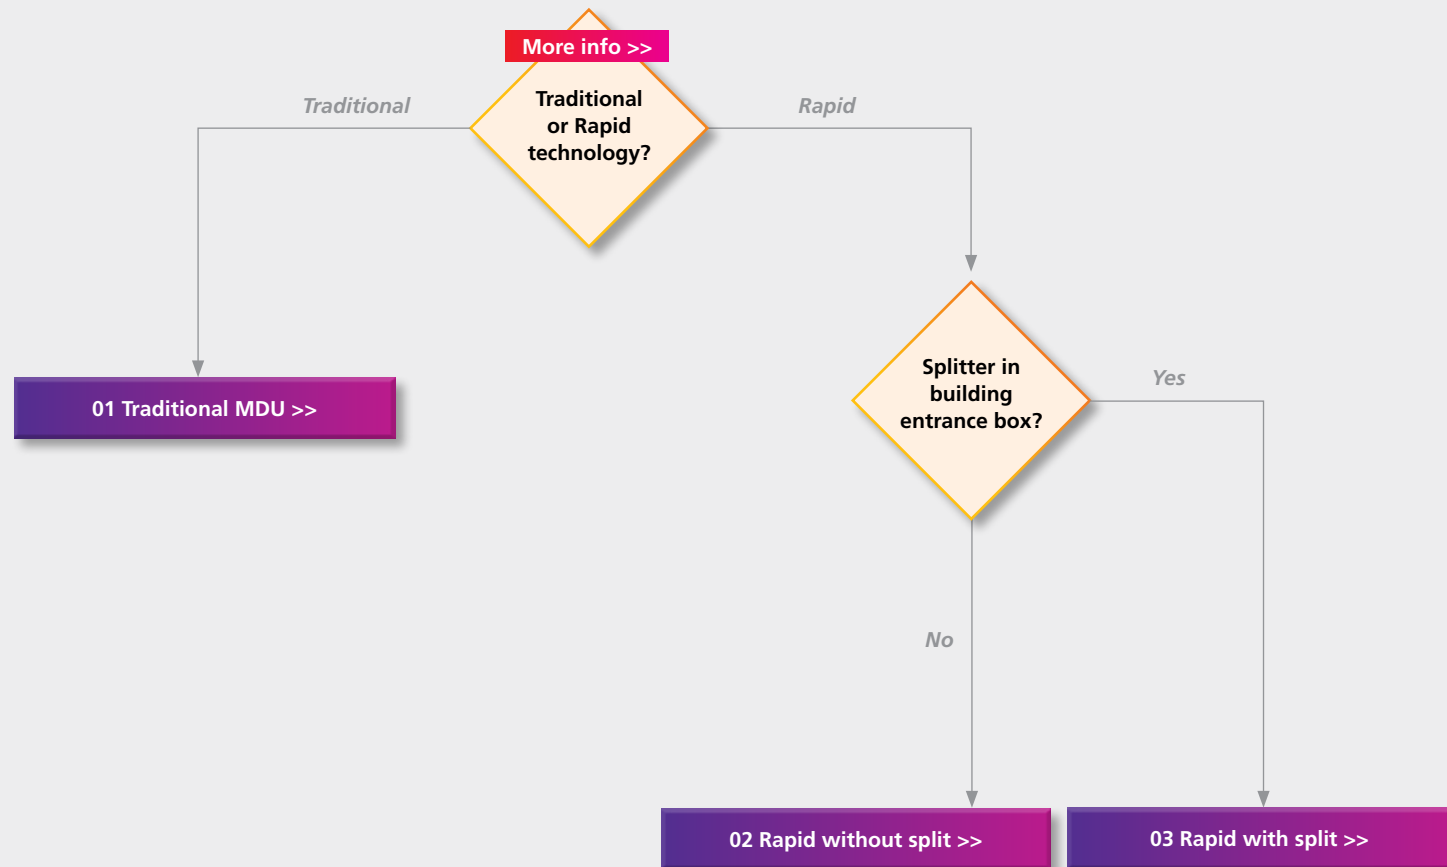 More info >>
Traditional
or Rapid
technology?
Traditional
Rapid
Splitter in
building
entrance box?
Yes
No
01 Traditional MDU >>
02 Rapid without split >>
03 Rapid with split >>